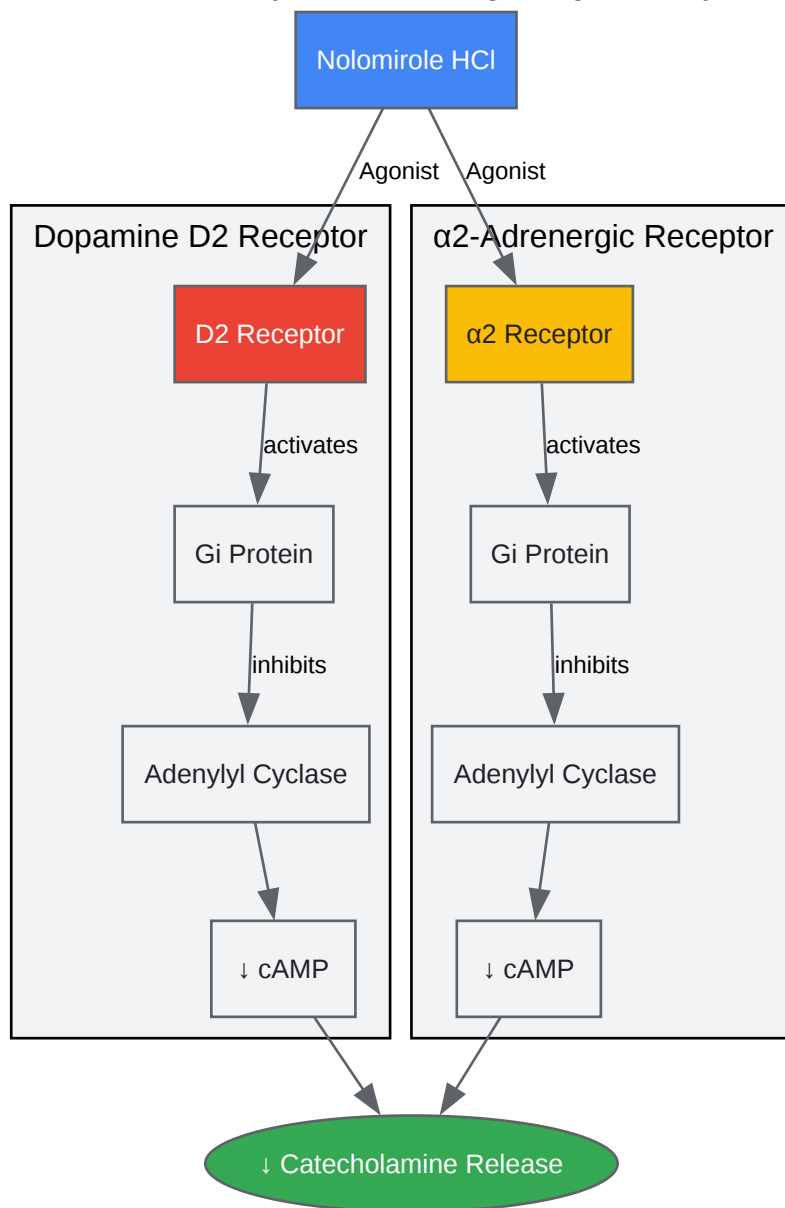 Nolomirole HCl
Agonist Agonist
Dopamine D2 Receptor
α2-Adrenergic Receptor
D2 Receptor
α2 Receptor
activates
activates
Gi Protein
Gi Protein
inhibits
inhibits
Adenylyl Cyclase
Adenylyl Cyclase
↓ cAMP
↓ cAMP
↓ Catecholamine Release